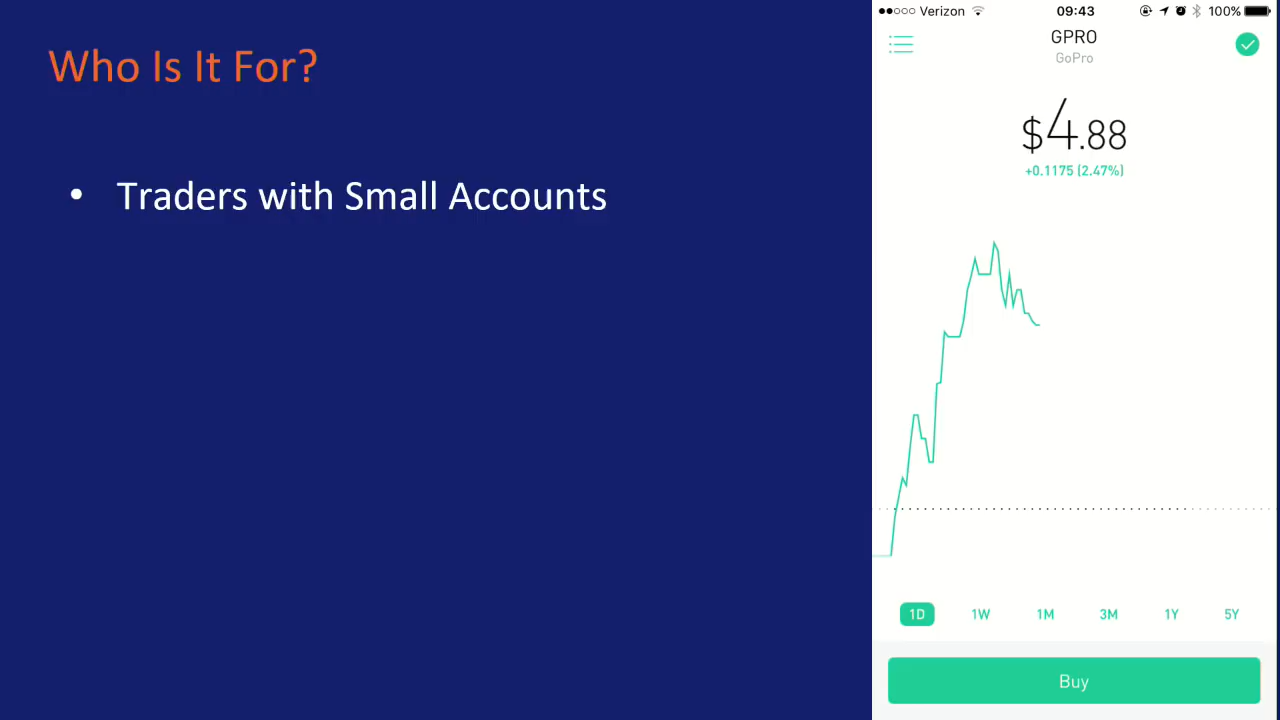 Who Is It For?
• Traders with Small Accounts
Verizon 09:43 100%
GPRO
GoPro
$4.88
+0.1175 (2.47%)
1D 1W 1M 3M 1Y 5Y
Buy